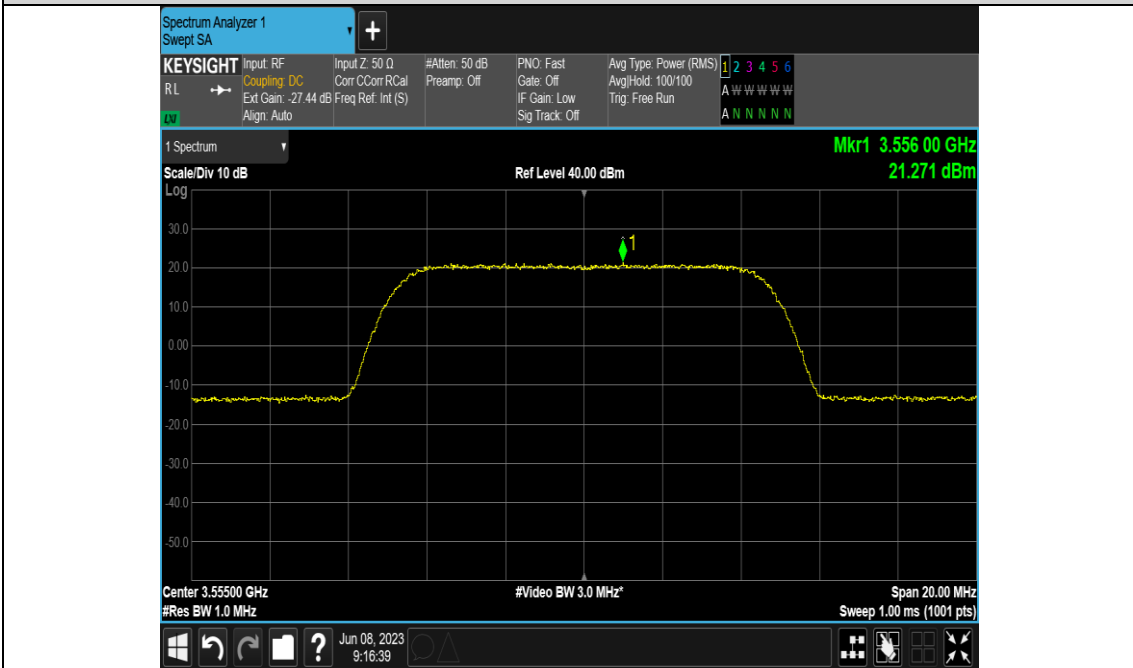 Spectrum Analyzer 1
Swept SA
+
KEYSIGHT
RL
LXI
Input: RF
Coupling: DC
Ext Gain: -27.44 dB
Align: Auto
Input Z: 50 Ω
Corr CCorr RCal
Freq Ref: Int (S)
#Atten: 50 dB
Preamp: Off
PNO: Fast
Gate: Off
IF Gain: Low
Sig Track: Off
Avg Type: Power (RMS)
Avg|Hold: 100/100
Trig: Free Run
1 2 3 4 5 6
A W W W W W
A N N N N N
1 Spectrum
Mkr1 3.556 00 GHz
Scale/Div 10 dB
Ref Level 40.00 dBm
21.271 dBm
Log
30.0
1
20.0
10.0
0.00
-10.0
-20.0
-30.0
-40.0
-50.0
Center 3.55500 GHz
#Video BW 3.0 MHz*
Span 20.00 MHz
#Res BW 1.0 MHz
Sweep 1.00 ms (1001 pts)
?
Jun 08, 2023
9:16:39